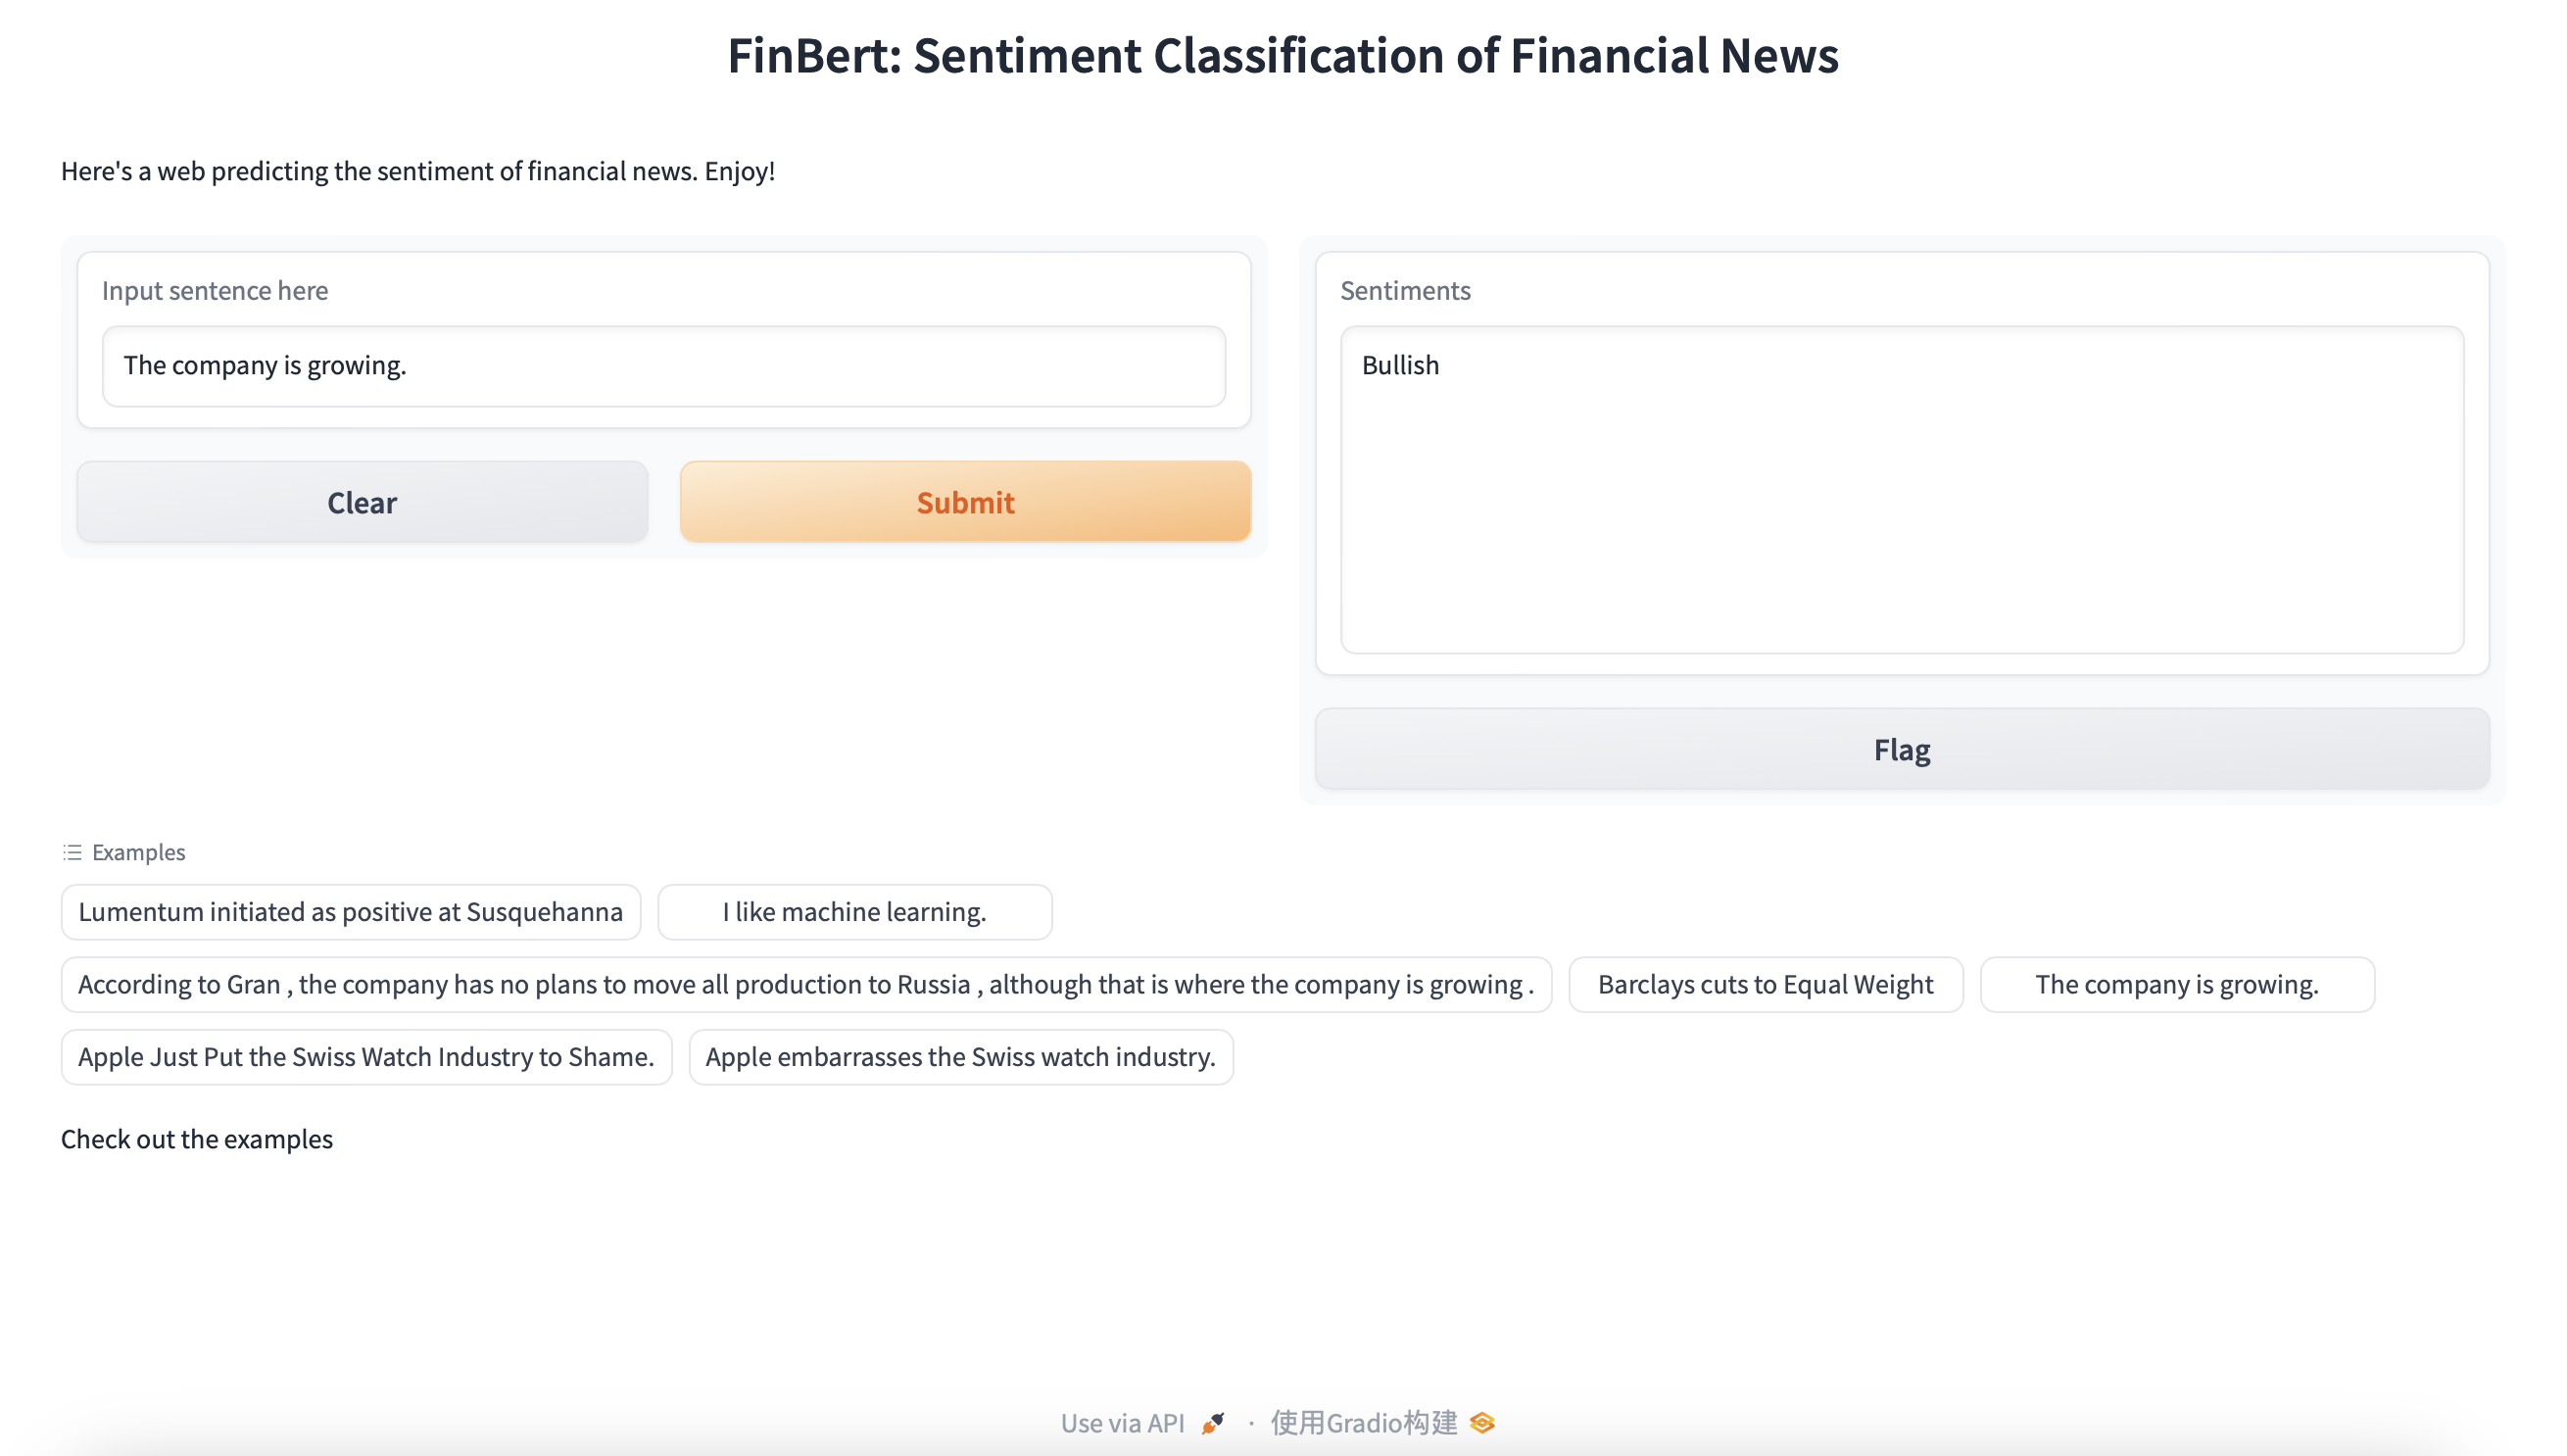 FinBert: Sentiment Classification of Financial News
Here's a web predicting the sentiment of financial news. Enjoy!
Input sentence here
The company is growing.
Clear
Submit
Sentiments
Bullish
Flag
Examples
Lumentum initiated as positive at Susquehanna
I like machine learning.
According to Gran , the company has no plans to move all production to Russia , although that is where the company is growing .
Barclays cuts to Equal Weight
The company is growing.
Apple Just Put the Swiss Watch Industry to Shame.
Apple embarrasses the Swiss watch industry.
Check out the examples
Use via API · 使用Gradio构建